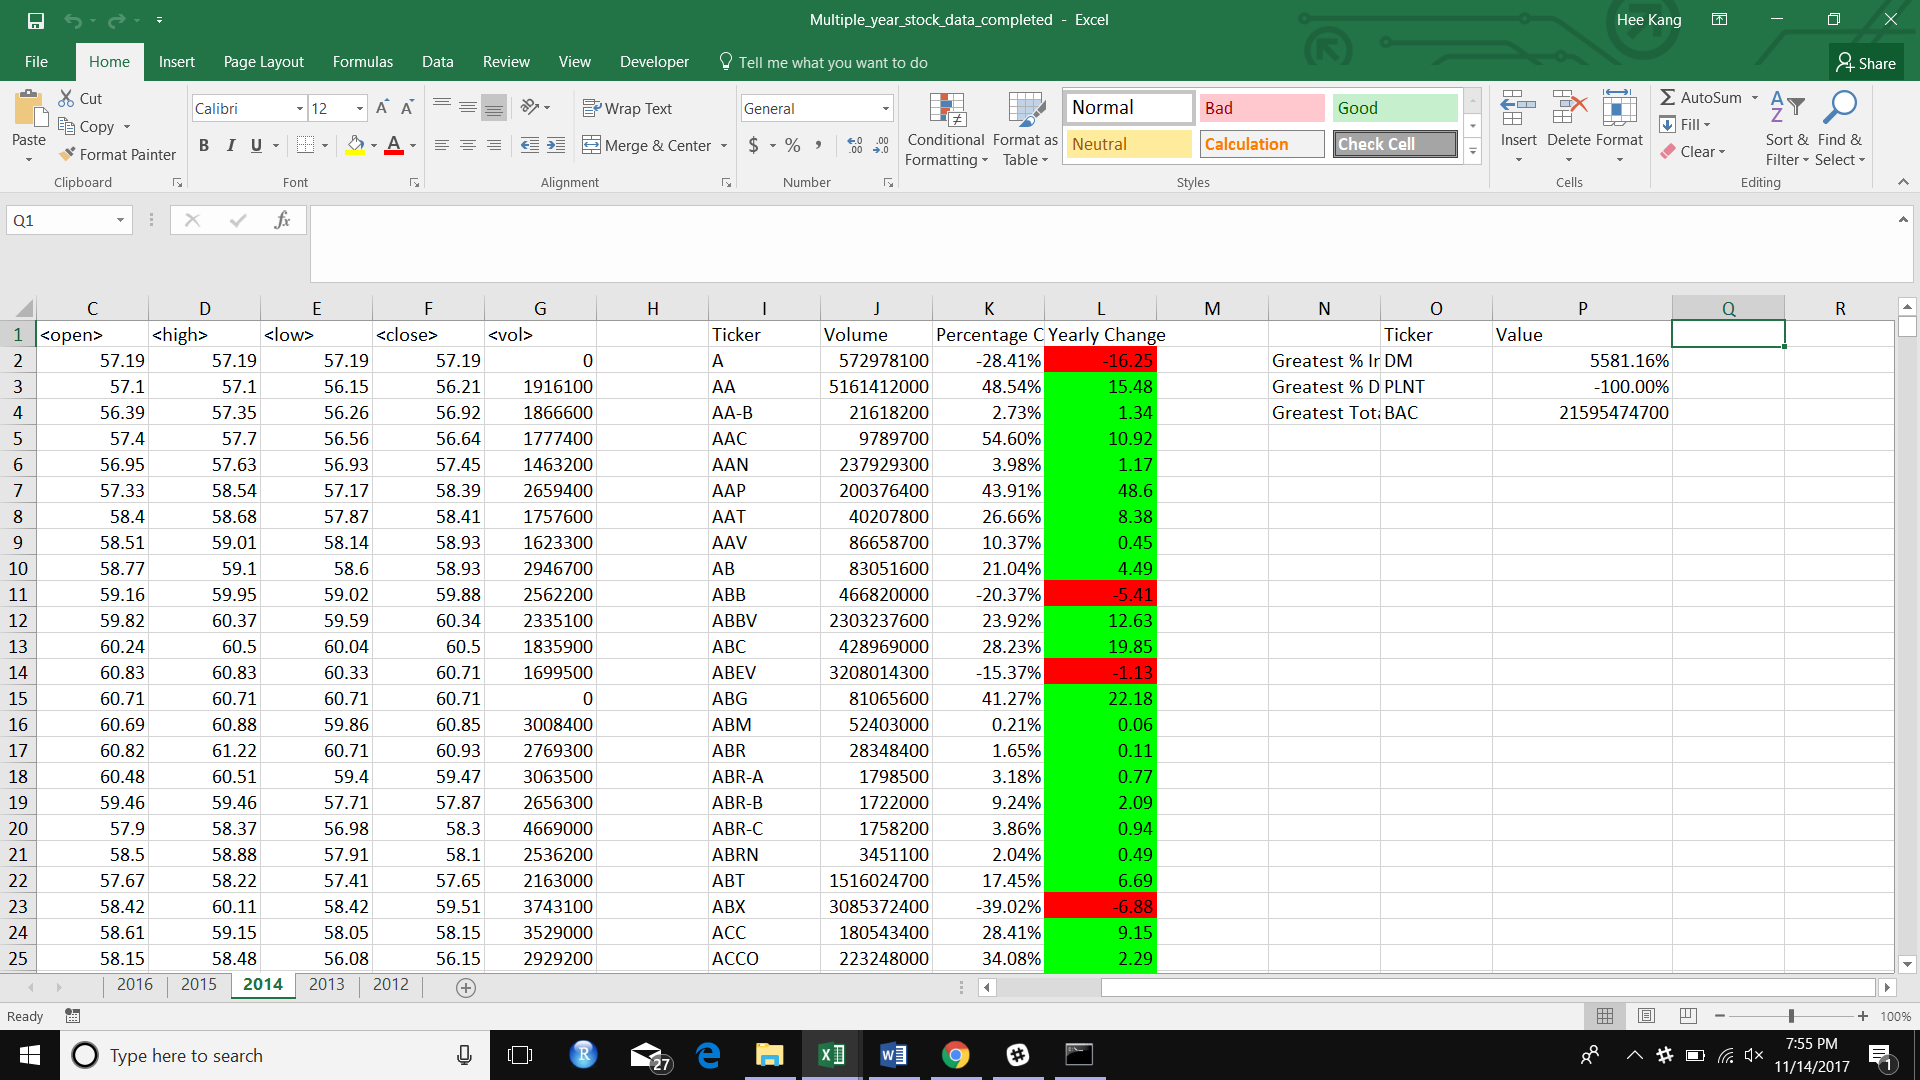 Multiple_year_stock_data_completed - Excel
Hee Kang
File Home Insert Page Layout Formulas Data Review View Developer Tell me what you want to do Share
Paste Cut Copy Format Painter Clipboard
Calibri 12 B I U Font
Wrap Text Merge & Center Alignment
General $ % , Number
Conditional Formatting Format as Table
Normal Bad Good
Neutral Calculation Check Cell
Styles
Insert Delete Format Cells
AutoSum Fill Clear Sort & Filter Find & Select Editing
Q1 fx
C D E F G H I J K L M N O P Q R
1 <open> <high> <low> <close> <vol> Ticker Volume Percentage C Yearly Change Ticker Value
2 57.19 57.19 57.19 57.19 0 A 572978100 -28.41% -16.25 Greatest % Ir DM 5581.16%
3 57.1 57.1 56.15 56.21 1916100 AA 5161412000 48.54% 15.48 Greatest % D PLNT -100.00%
4 56.39 57.35 56.26 56.92 1866600 AA-B 21618200 2.73% 1.34 Greatest Tota BAC 21595474700
5 57.4 57.7 56.56 56.64 1777400 AAC 9789700 54.60% 10.92
6 56.95 57.63 56.93 57.45 1463200 AAN 237929300 3.98% 1.17
7 57.33 58.54 57.17 58.39 2659400 AAP 200376400 43.91% 48.6
8 58.4 58.68 57.87 58.41 1757600 AAT 40207800 26.66% 8.38
9 58.51 59.01 58.14 58.93 1623300 AAV 86658700 10.37% 0.45
10 58.77 59.1 58.6 58.93 2946700 AB 83051600 21.04% 4.49
11 59.16 59.95 59.02 59.88 2562200 ABB 466820000 -20.37% -5.41
12 59.82 60.37 59.59 60.34 2335100 ABBV 2303237600 23.92% 12.63
13 60.24 60.5 60.04 60.5 1835900 ABC 428969000 28.23% 19.85
14 60.83 60.83 60.33 60.71 1699500 ABEV 3208014300 -15.37% -1.13
15 60.71 60.71 60.71 60.71 0 ABG 81065600 41.27% 22.18
16 60.69 60.88 59.86 60.85 3008400 ABM 52403000 0.21% 0.06
17 60.82 61.22 60.71 60.93 2769300 ABR 28348400 1.65% 0.11
18 60.48 60.51 59.4 59.47 3063500 ABR-A 1798500 3.18% 0.77
19 59.46 59.46 57.71 57.87 2656300 ABR-B 1722000 9.24% 2.09
20 57.9 58.37 56.98 58.3 4669000 ABR-C 1758200 3.86% 0.94
21 58.5 58.88 57.91 58.1 2536200 ABRN 3451100 2.04% 0.49
22 57.67 58.22 57.41 57.65 2163000 ABT 1516024700 17.45% 6.69
23 58.42 60.11 58.42 59.51 3743100 ABX 3085372400 -39.02% -6.88
24 58.61 59.15 58.05 58.15 3529000 ACC 180543400 28.41% 9.15
25 58.15 58.48 56.08 56.15 2929200 ACCO 223248000 34.08% 2.29
2016 2015 2014 2013 2012
Ready 100%
Type here to search 27 7:55 PM
11/14/2017 1